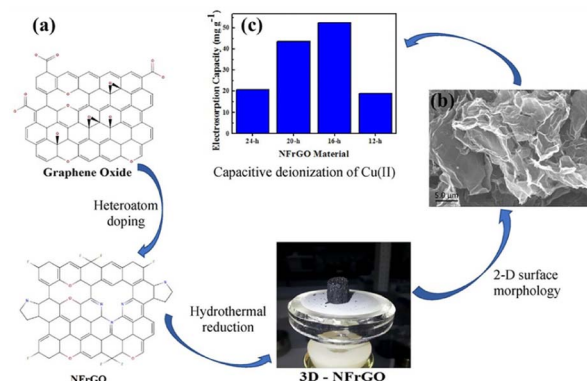 (a)
Graphene Oxide
Heteroatom
doping
NFrGO
Hydrothermal
reduction
3D - NFrGO
2-D surface
morphology
(b)
5.0 μm
(c)
Electrosorption Capacity (mg g-1)
60
50
40
30
20
10
0
24-h
20-h
16-h
12-h
NFrGO Material
Capacitive deionization of Cu(II)